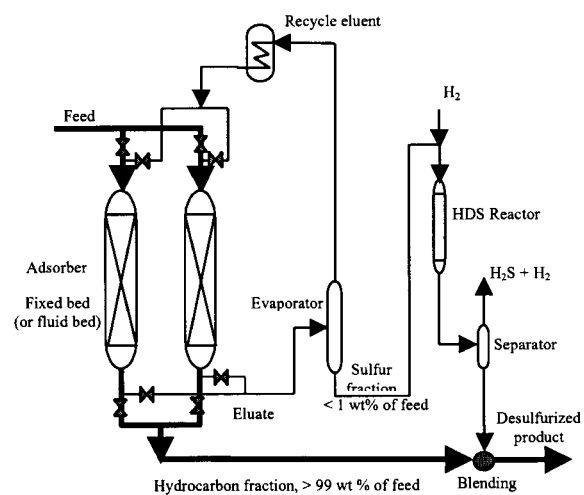 Recycle eluent
Feed
H2
HDS Reactor
Adsorber
Fixed bed
(or fluid bed)
Evaporator
H2S + H2
Separator
Sulfur
fraction
< 1 wt% of feed
Eluate
Desulfurized
product
Hydrocarbon fraction, > 99 wt % of feed
Blending